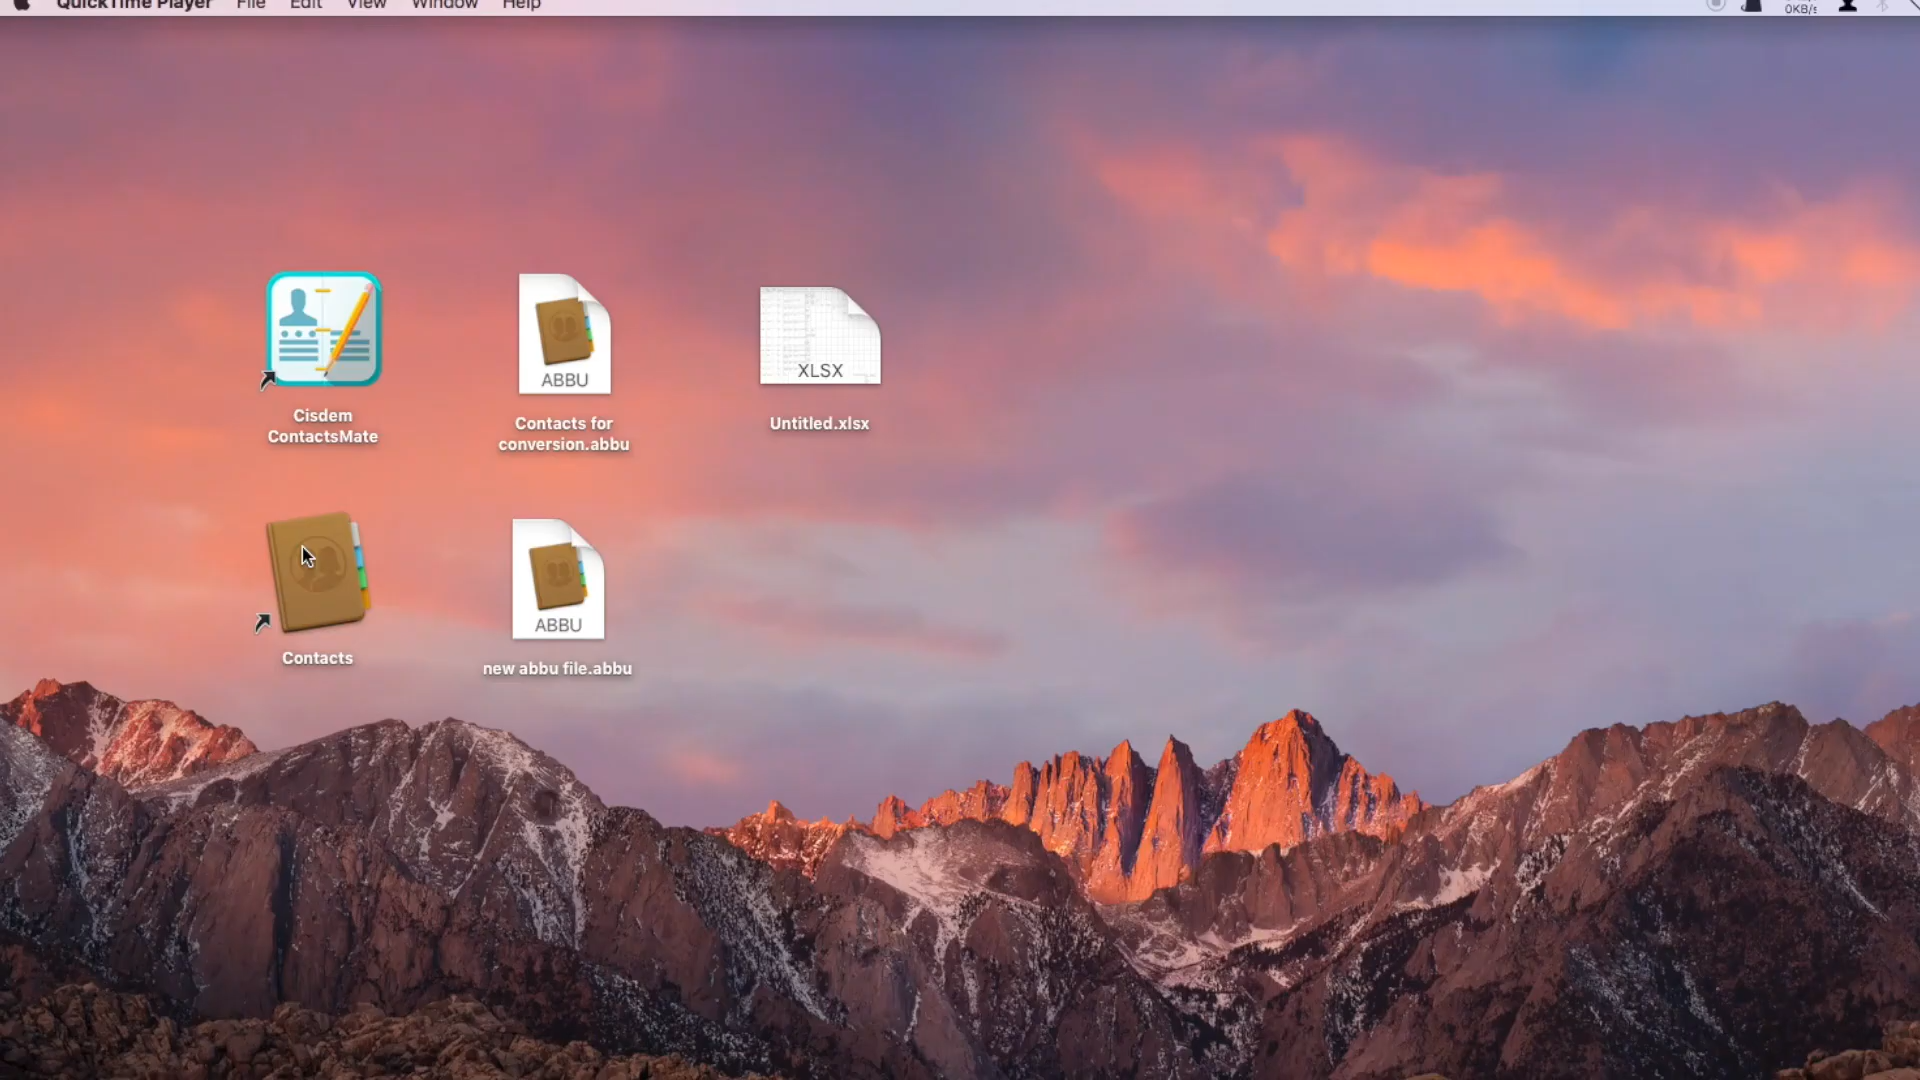 QuickTime Player File Edit View Window Help
0KB/s
Cisdem
ContactsMate
ABBU
Contacts for
conversion.abbu
XLSX
Untitled.xlsx
Contacts
ABBU
new abbu file.abbu